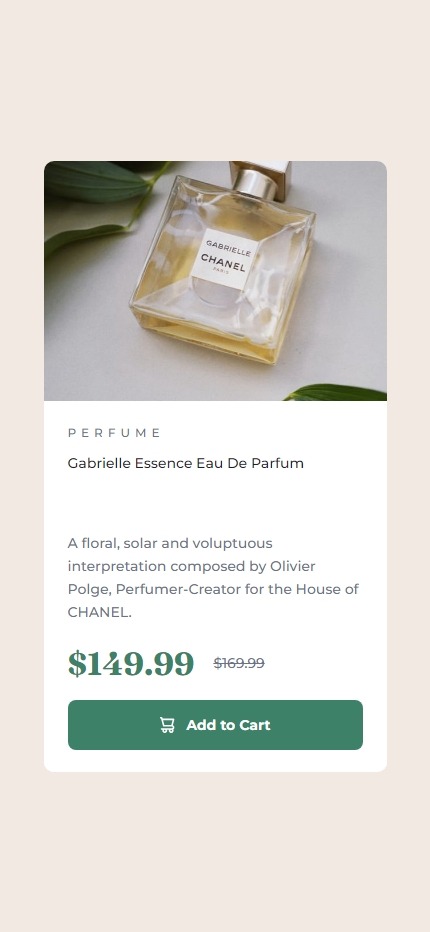 GABRIELLE
CHANEL
PARIS
PERFUME
Gabrielle Essence Eau De Parfum
A floral, solar and voluptuous
interpretation composed by Olivier
Polge, Perfumer-Creator for the House of
CHANEL.
$149.99 $169.99
Add to Cart